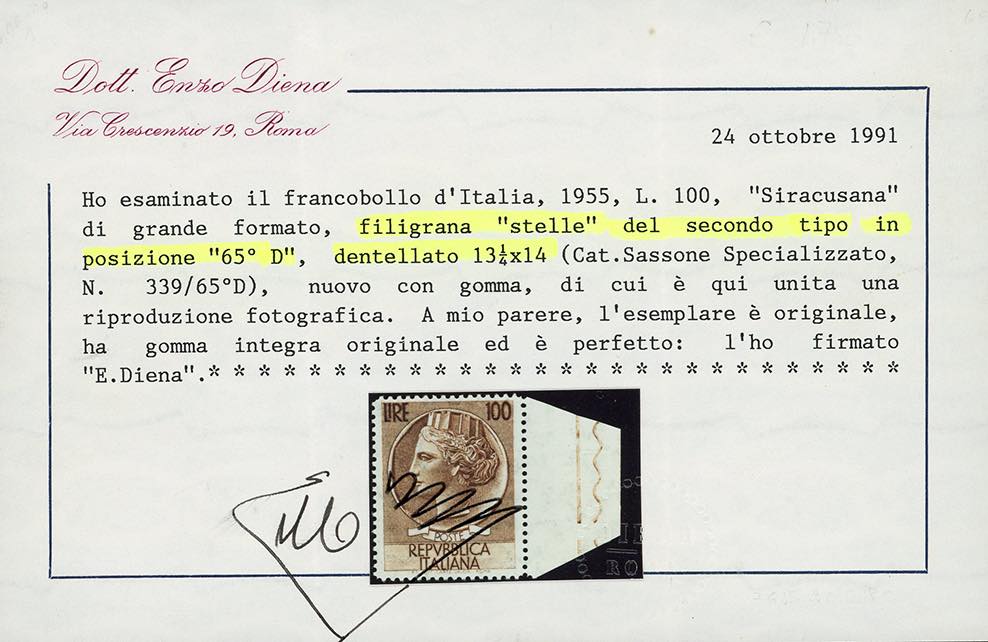 Dott. Enzo Diena
Via Crescenzio 19, Roma
24 ottobre 1991
Ho esaminato il francobollo d'Italia, 1955, L. 100, "Siracusana"
di grande formato, filigrana "stelle" del secondo tipo in
posizione "65° D", dentellato 13¼x14 (Cat.Sassone Specializzato,
N. 339/65°D), nuovo con gomma, di cui è qui unita una
riproduzione fotografica. A mio parere, l'esemplare è originale,
ha gomma integra originale ed è perfetto: l'ho firmato
"E.Diena".* * * * * * * * * * * * * * * * * * * * * * * * * * * *
LIRE 100
POSTE
REPVBBLICA
ITALIANA